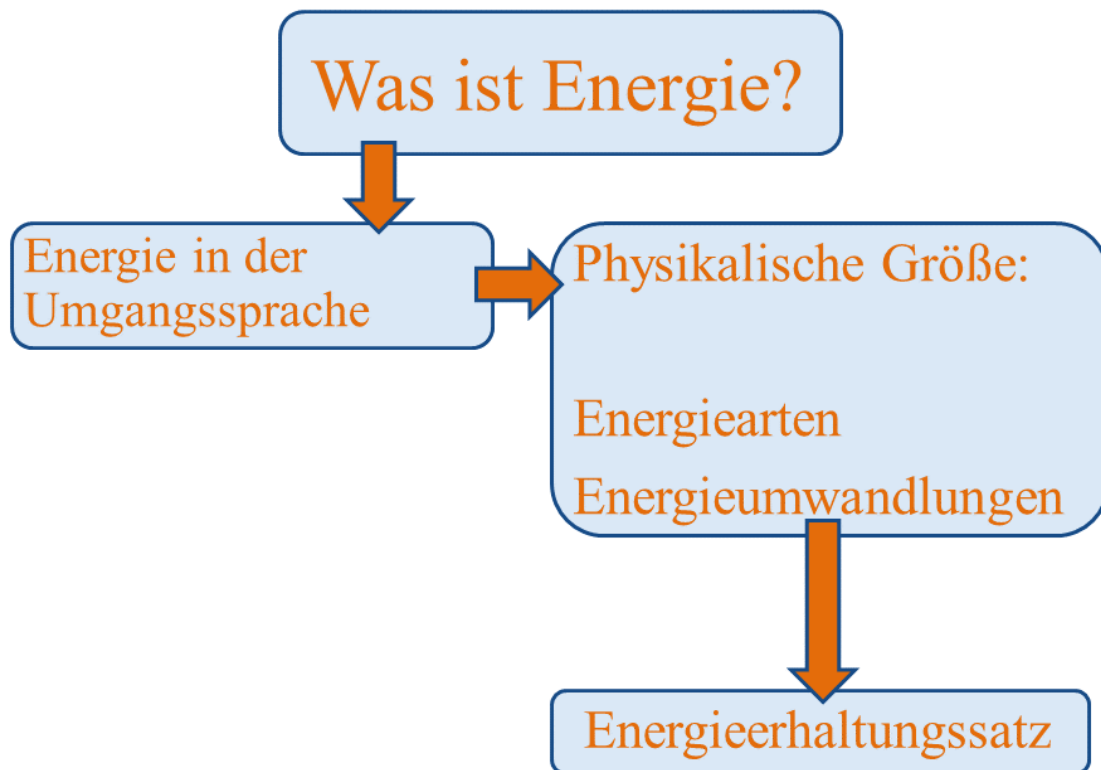 Was ist Energie?
Energie in der
Umgangssprache
Physikalische Größe:
Energiearten
Energieumwandlungen
Energieerhaltungssatz